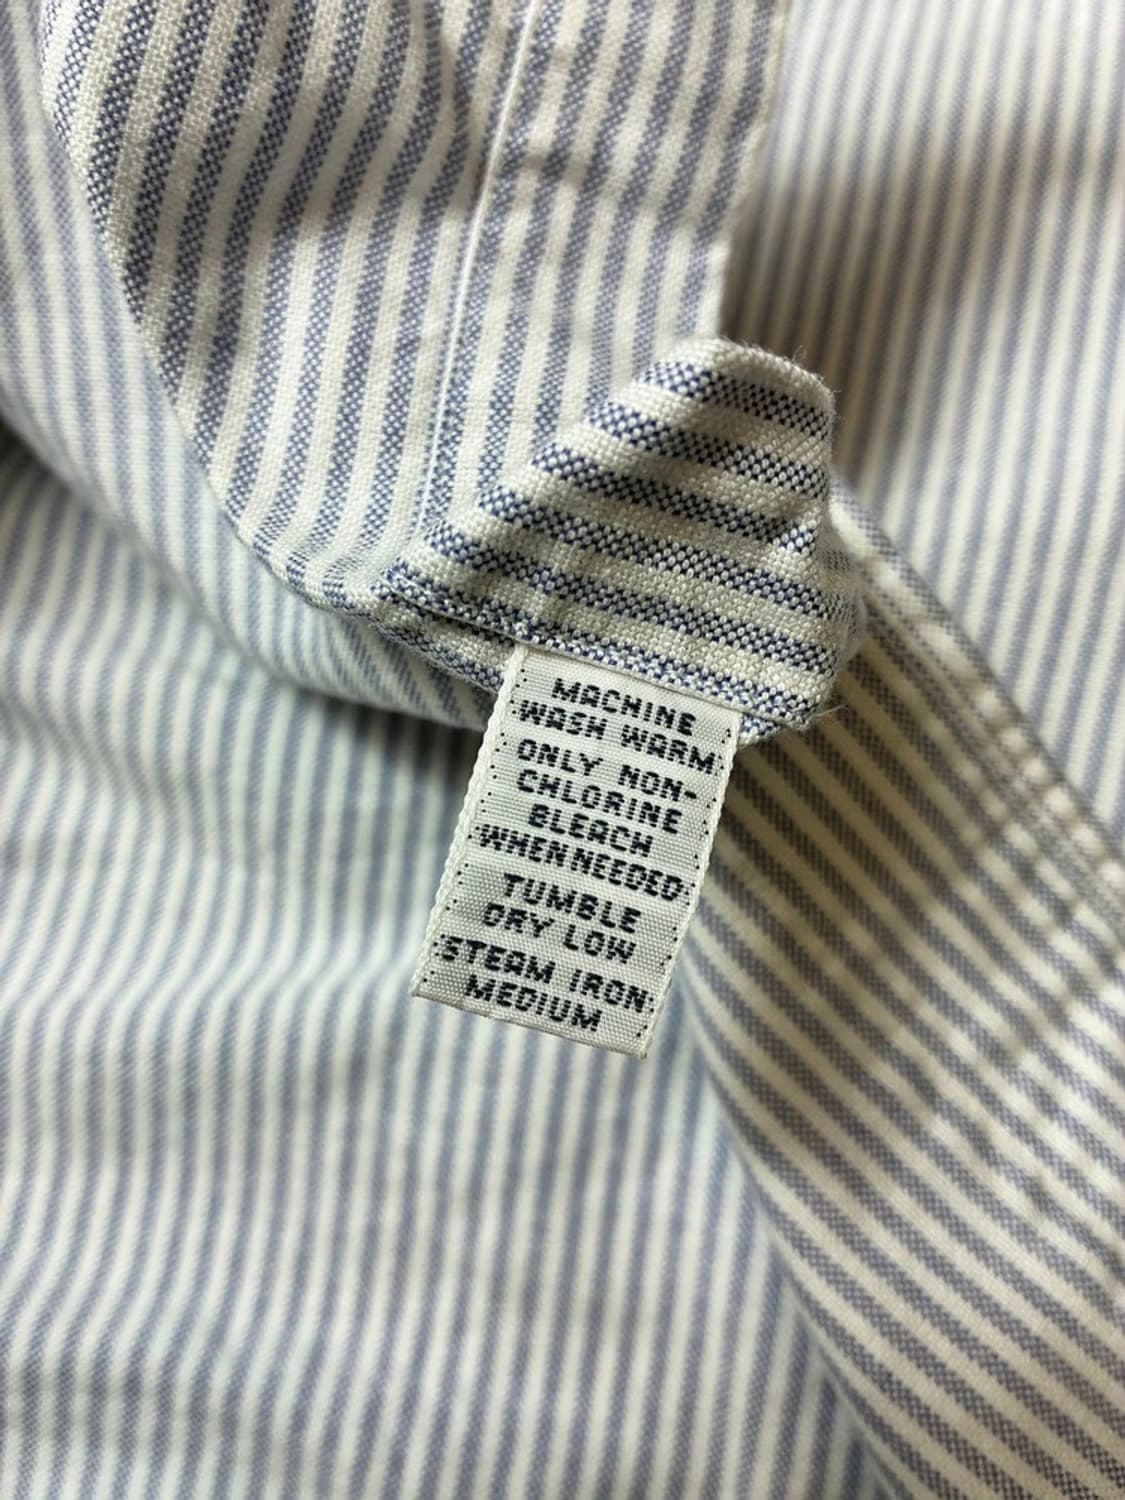 MACHINE
WASH WARM
ONLY NON-
CHLORINE
BLEACH
WHEN NEEDED
TUMBLE
DRY LOW
STEAM IRON
MEDIUM